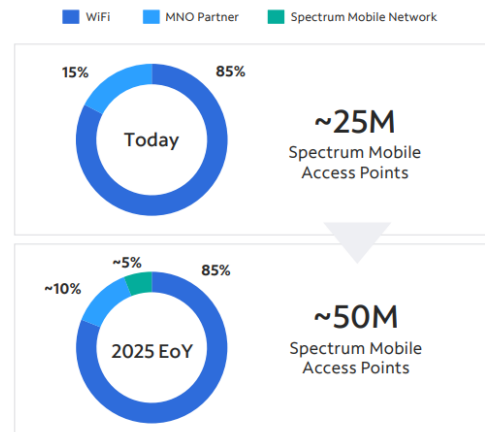 WiFi MNO Partner Spectrum Mobile Network
15% 85%
Today
~25M
Spectrum Mobile
Access Points
~5% 85%
~10%
2025 EoY
~50M
Spectrum Mobile
Access Points